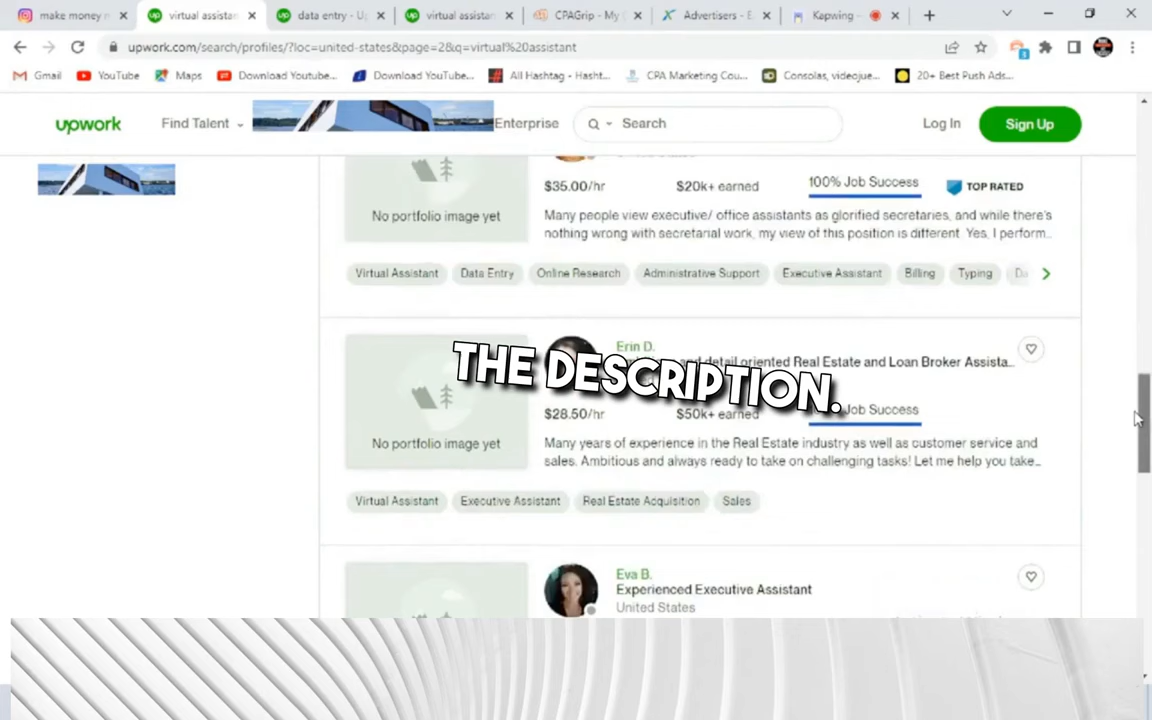 make money
virtual assistan
data entry - Up
virtual assistan
CPAGrip - My
Advertisers - E
Kapwing -
upwork.com/search/profiles/?loc=united-states&page=2&q=virtual%20assistant
Gmail
YouTube
Maps
Download Youtube...
Download YouTube...
All Hashtag - Hasht...
CPA Marketing Cou...
Consolas, videojue...
20+ Best Push Ads...
upwork
Find Talent
Enterprise
Search
Log In
Sign Up
No portfolio image yet
$35.00/hr
$20k+ earned
100% Job Success
TOP RATED
Many people view executive/ office assistants as glorified secretaries, and while there's
nothing wrong with secretarial work, my view of this position is different. Yes, I perform...
Virtual Assistant
Data Entry
Online Research
Administrative Support
Executive Assistant
Billing
Typing
Da
No portfolio image yet
Erin D.
and detail oriented Real Estate and Loan Broker Assista...
THE DESCRIPTION.
$28.50/hr
$50k+ earned
Job Success
Many years of experience in the Real Estate industry as well as customer service and
sales. Ambitious and always ready to take on challenging tasks! Let me help you take...
Virtual Assistant
Executive Assistant
Real Estate Acquisition
Sales
Eva B.
Experienced Executive Assistant
United States